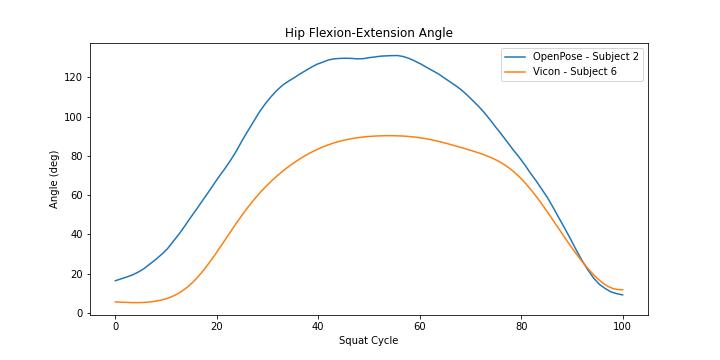 Hip Flexion-Extension Angle
OpenPose - Subject 2
Vicon - Subject 6
Angle (deg)
120
100
80
60
40
20
0
0 20 40 60 80 100
Squat Cycle